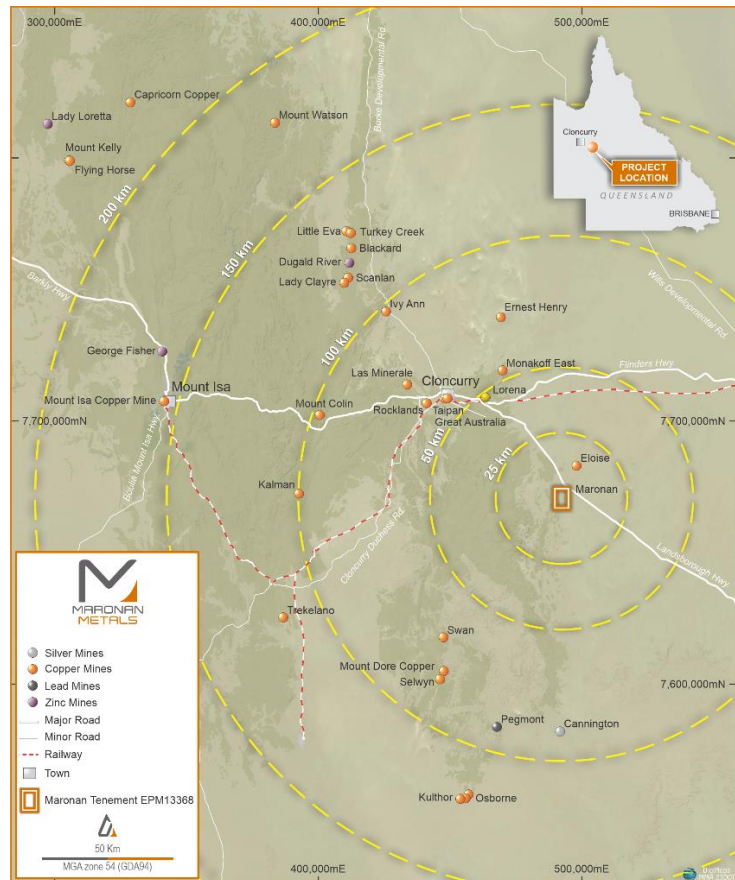 300,000mE
400,000mE
500,000mE
Capricorn Copper
Lady Loretta
Mount Watson
Mount Kelly
Flying Horse
Burke Developmental Rd.
Cloncurry
PROJECT
LOCATION
QUEENSLAND
BRISBANE
200 km
150 km
100 km
50 km
25 km
Little Eva
Turkey Creek
Blackard
Dugald River
Scanlan
Lady Clayre
Ivy Ann
Barkly Hwy.
Wills Developmental Rd.
Ernest Henry
George Fisher
Monakoff East
Flinders Hwy.
Mount Isa
Las Minerale
Cloncurry
Lorena
Mount Isa Copper Mine
Mount Colin
Rocklands
Taipan
Great Australia
7,700,000mN
7,700,000mN
Boulia Mount Isa Hwy.
Eloise
Kalman
Maronan
Cloncurry Duchess Rd.
Landsborough Hwy.
MARONAN
METALS
Trekelano
Swan
Mount Dore Copper
Selwyn
7,600,000mN
Pegmont
Cannington
Kulthor
Osborne
Silver Mines
Copper Mines
Lead Mines
Zinc Mines
Major Road
Minor Road
Railway
Town
Maronan Tenement EPM13368
50 Km
MGA zone 54 (GDA94)
400,000mE
500,000mE